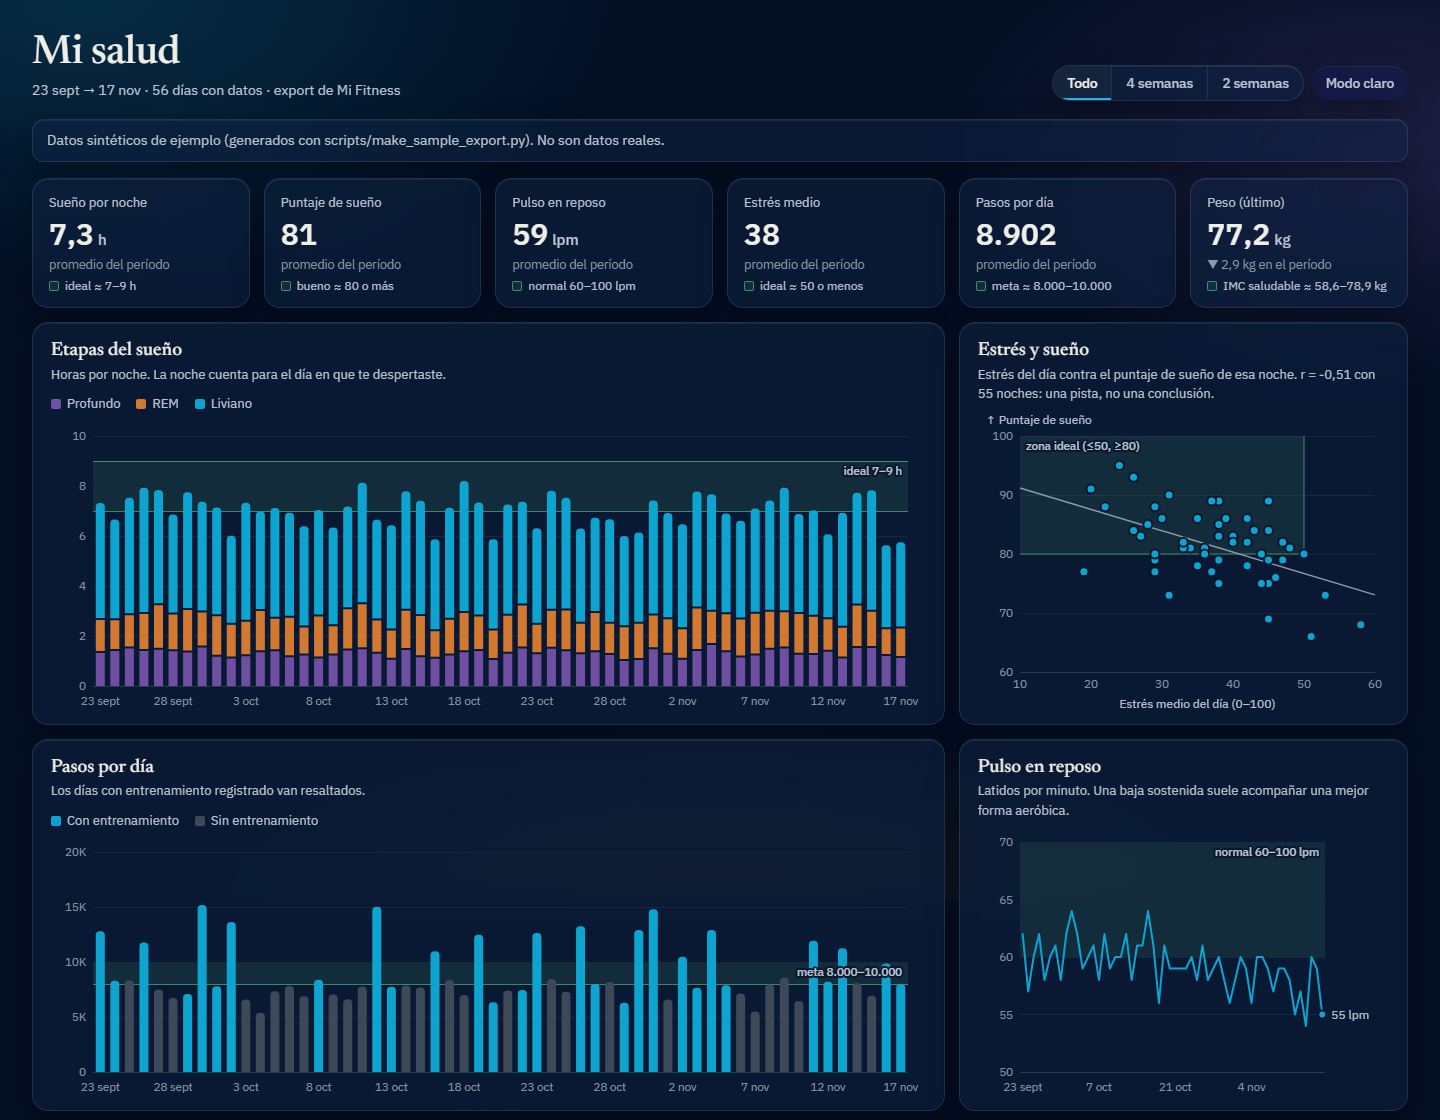 Mi salud
23 sept → 17 nov · 56 días con datos · export de Mi Fitness
Todo
4 semanas
2 semanas
Modo claro
Datos sintéticos de ejemplo (generados con scripts/make_sample_export.py). No son datos reales.
Sueño por noche
7,3 h
promedio del período
ideal ≈ 7–9 h
Puntaje de sueño
81
promedio del período
bueno ≈ 80 o más
Pulso en reposo
59 lpm
promedio del período
normal 60–100 lpm
Estrés medio
38
promedio del período
ideal ≈ 50 o menos
Pasos por día
8.902
promedio del período
meta ≈ 8.000–10.000
Peso (último)
77,2 kg
▼ 2,9 kg en el período
IMC saludable ≈ 58,6–78,9 kg
Etapas del sueño
Horas por noche. La noche cuenta para el día en que te despertaste.
Profundo
REM
Liviano
10
ideal 7–9 h
8
6
4
2
0
23 sept
28 sept
3 oct
8 oct
13 oct
18 oct
23 oct
28 oct
2 nov
7 nov
12 nov
17 nov
Estrés y sueño
Estrés del día contra el puntaje de sueño de esa noche. r = -0,51 con
55 noches: una pista, no una conclusión.
↑ Puntaje de sueño
100
zona ideal (≤50, ≥80)
90
80
70
60
10
20
30
40
50
60
Estrés medio del día (0–100)
Pasos por día
Los días con entrenamiento registrado van resaltados.
Con entrenamiento
Sin entrenamiento
20K
15K
10K
meta 8.000–10.000
5K
0
23 sept
28 sept
3 oct
8 oct
13 oct
18 oct
23 oct
28 oct
2 nov
7 nov
12 nov
17 nov
Pulso en reposo
Latidos por minuto. Una baja sostenida suele acompañar una mejor
forma aeróbica.
70
normal 60–100 lpm
65
60
55
55 lpm
50
23 sept
7 oct
21 oct
4 nov